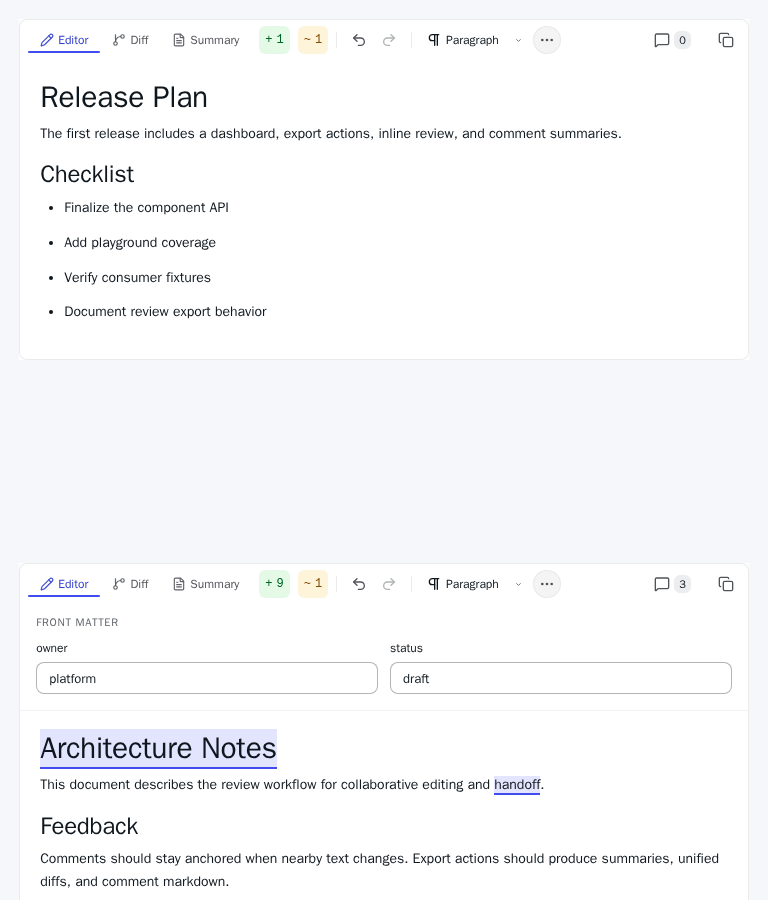 Editor Diff Summary +1 ~1 Paragraph 0
Release Plan
The first release includes a dashboard, export actions, inline review, and comment summaries.
Checklist
• Finalize the component API
• Add playground coverage
• Verify consumer fixtures
• Document review export behavior
Editor Diff Summary +9 ~1 Paragraph 3
FRONT MATTER
owner status
platform draft
Architecture Notes
This document describes the review workflow for collaborative editing and handoff.
Feedback
Comments should stay anchored when nearby text changes. Export actions should produce summaries, unified
diffs, and comment markdown.